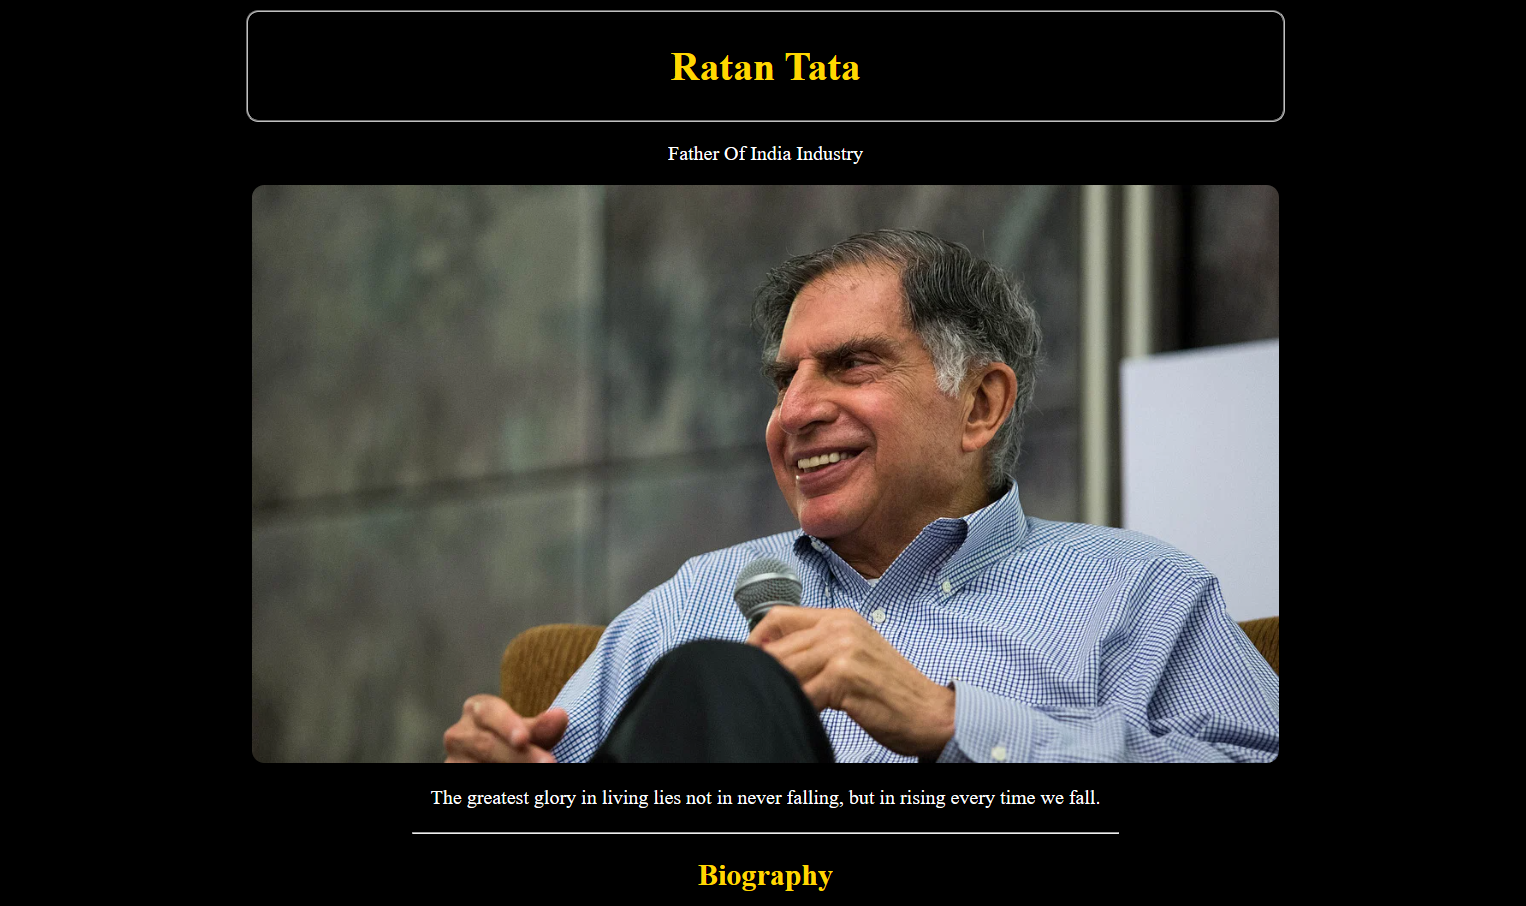 Ratan Tata
Father Of India Industry
The greatest glory in living lies not in never falling, but in rising every time we fall.
Biography